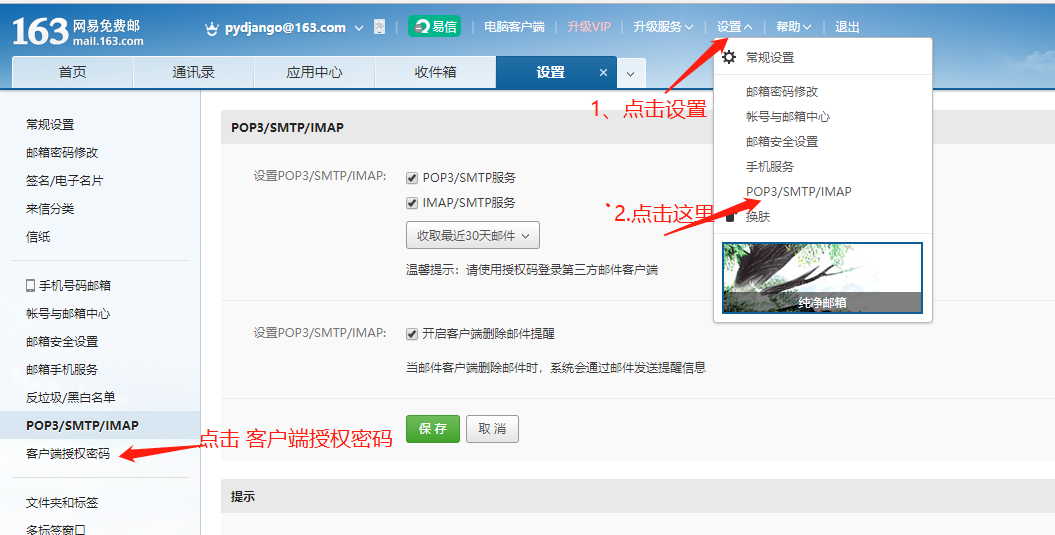 163 网易免费邮
mail.163.com
pydjango@163.com
易信
电脑客户端
升级VIP
升级服务
设置
帮助
退出
首页
通讯录
应用中心
收件箱
设置
×
常规设置
邮箱密码修改
帐号与邮箱中心
邮箱安全设置
手机服务
POP3/SMTP/IMAP
换肤
纯净邮箱
1、点击设置
`2.点击这里
常规设置
邮箱密码修改
签名/电子名片
来信分类
信纸
手机号码邮箱
帐号与邮箱中心
邮箱安全设置
邮箱手机服务
反垃圾/黑白名单
POP3/SMTP/IMAP
客户端授权密码
文件夹和标签
多标签窗口
点击 客户端授权密码
POP3/SMTP/IMAP
设置POP3/SMTP/IMAP:
POP3/SMTP服务
IMAP/SMTP服务
收取最近30天邮件
温馨提示：请使用授权码登录第三方邮件客户端
设置POP3/SMTP/IMAP:
开启客户端删除邮件提醒
当邮件客户端删除邮件时，系统会通过邮件发送提醒信息
保 存
取 消
提示